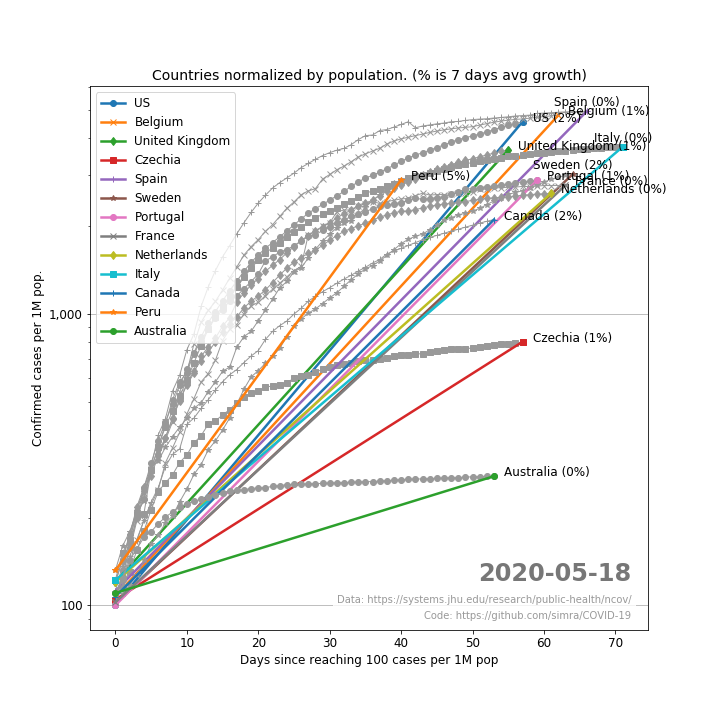 Countries normalized by population. (% is 7 days avg growth)
US
Belgium
United Kingdom
Czechia
Spain
Sweden
Portugal
France
Netherlands
Italy
Canada
Peru
Australia
Spain (0%)
Belgium (1%)
US (2%)
Italy (0%)
United Kingdom (1%)
Sweden (2%)
Peru (5%)
Portugal (1%)
France (0%)
Netherlands (0%)
Canada (2%)
Czechia (1%)
Australia (0%)
1,000
100
Confirmed cases per 1M pop.
2020-05-18
Data: https://systems.jhu.edu/research/public-health/ncov/
Code: https://github.com/simra/COVID-19
0 10 20 30 40 50 60 70
Days since reaching 100 cases per 1M pop